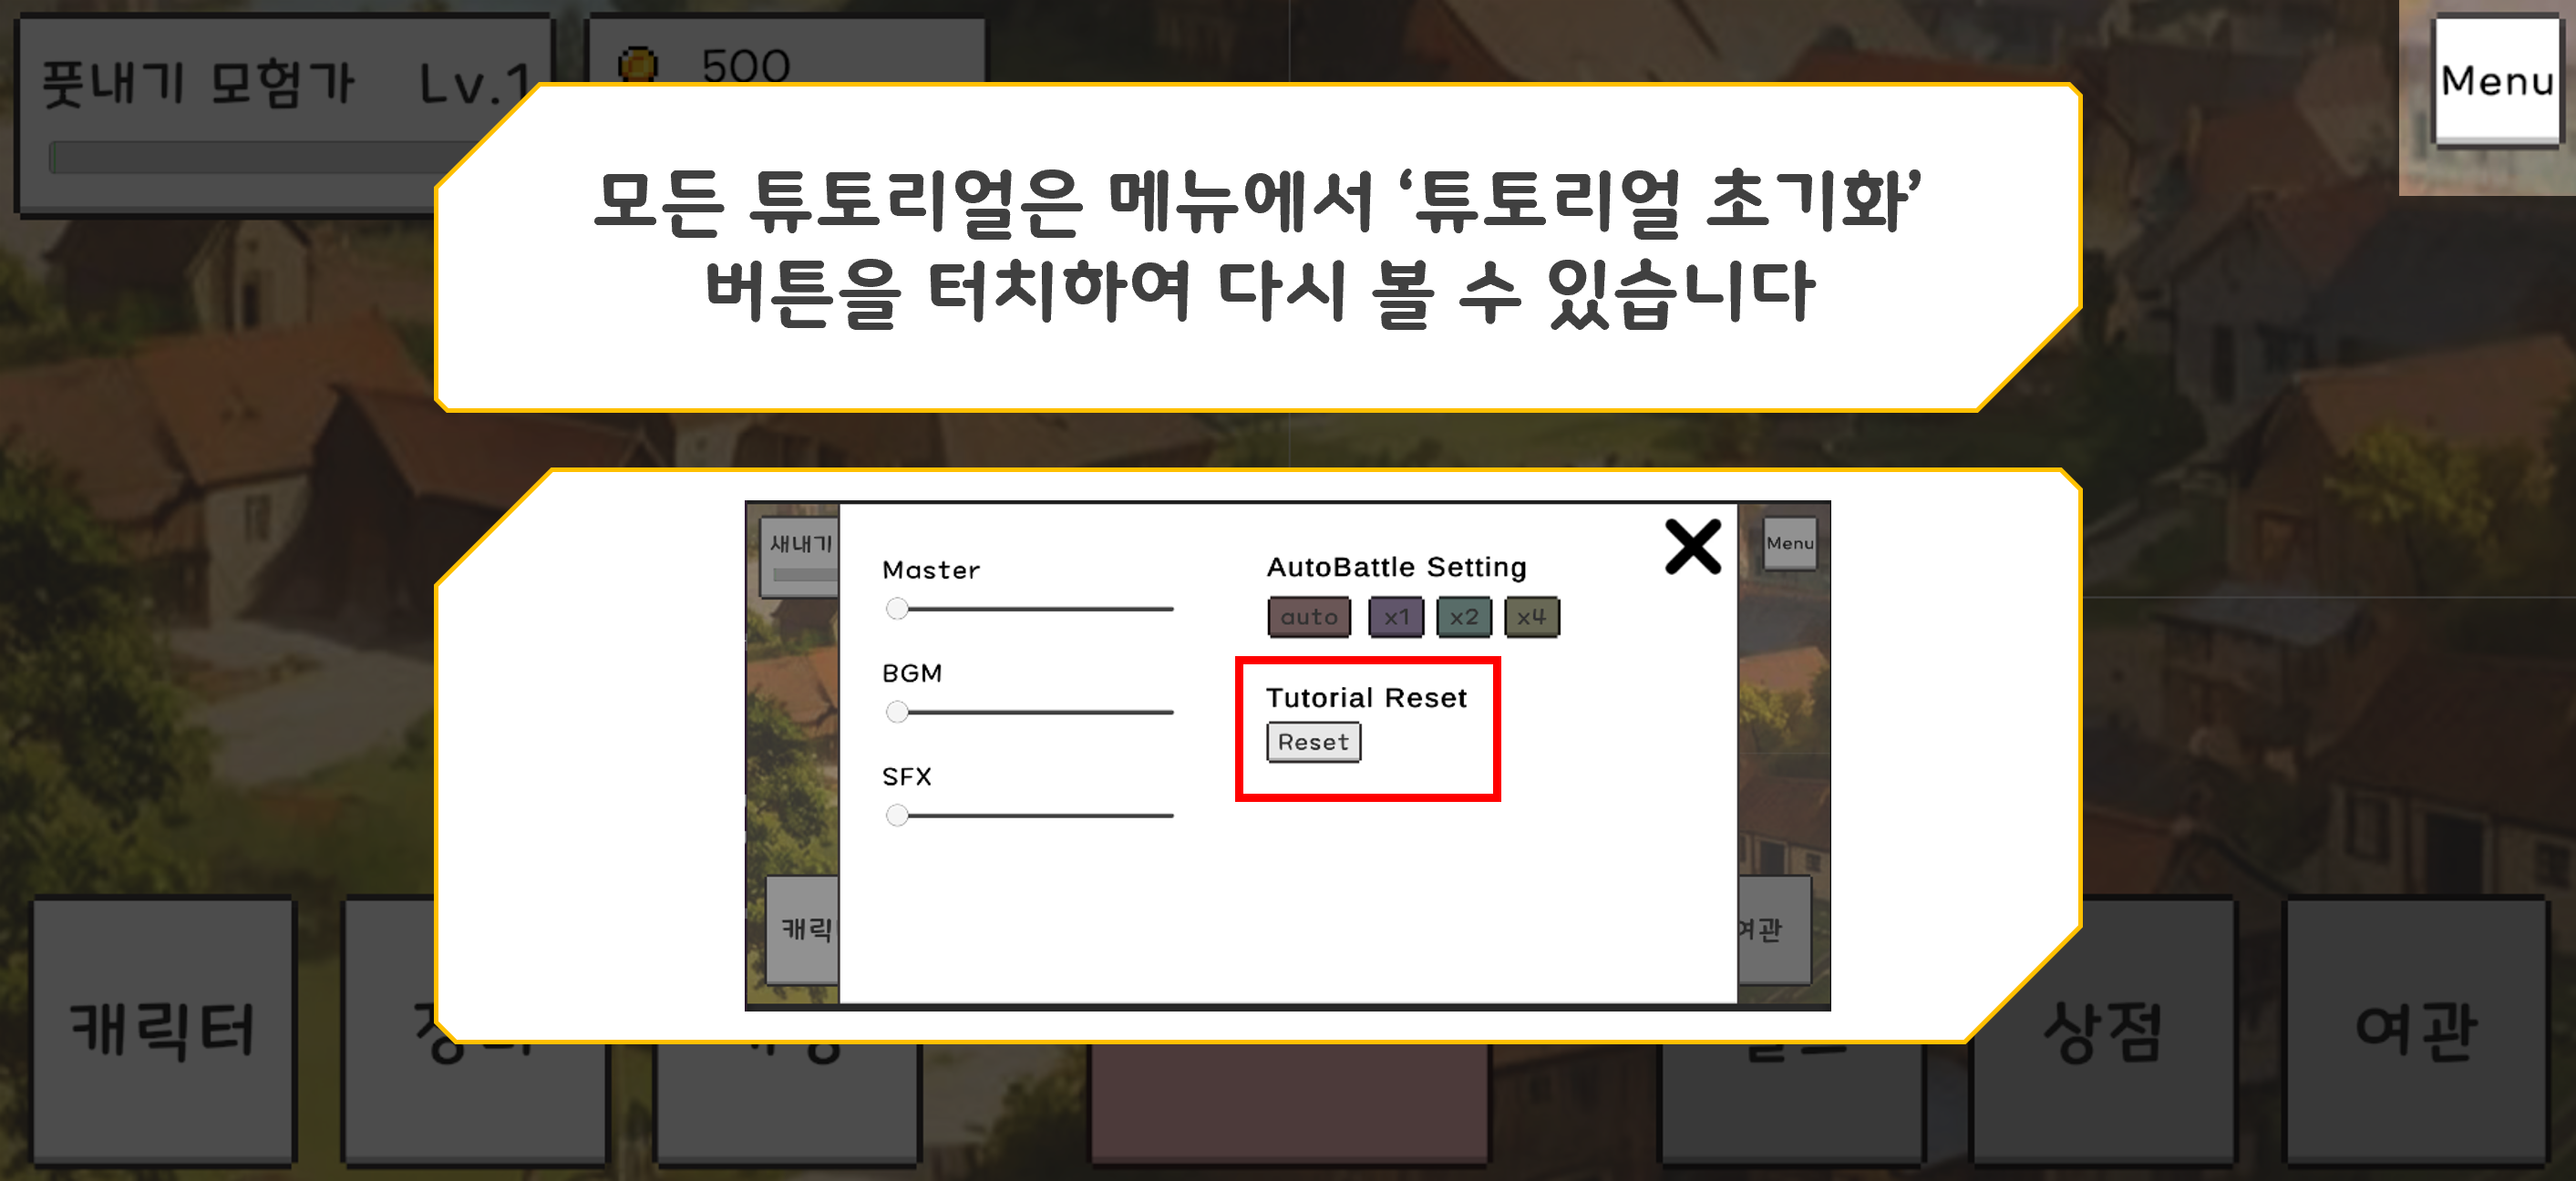 풋내기 모험가 Lv.1
500
Menu
모든 튜토리얼은 메뉴에서 ‘튜토리얼 초기화’
버튼을 터치하여 다시 볼 수 있습니다
새내기
Menu
Master
AutoBattle Setting
auto x1 x2 x4
BGM
Tutorial Reset
Reset
SFX
여관
캐릭터
상점
여관